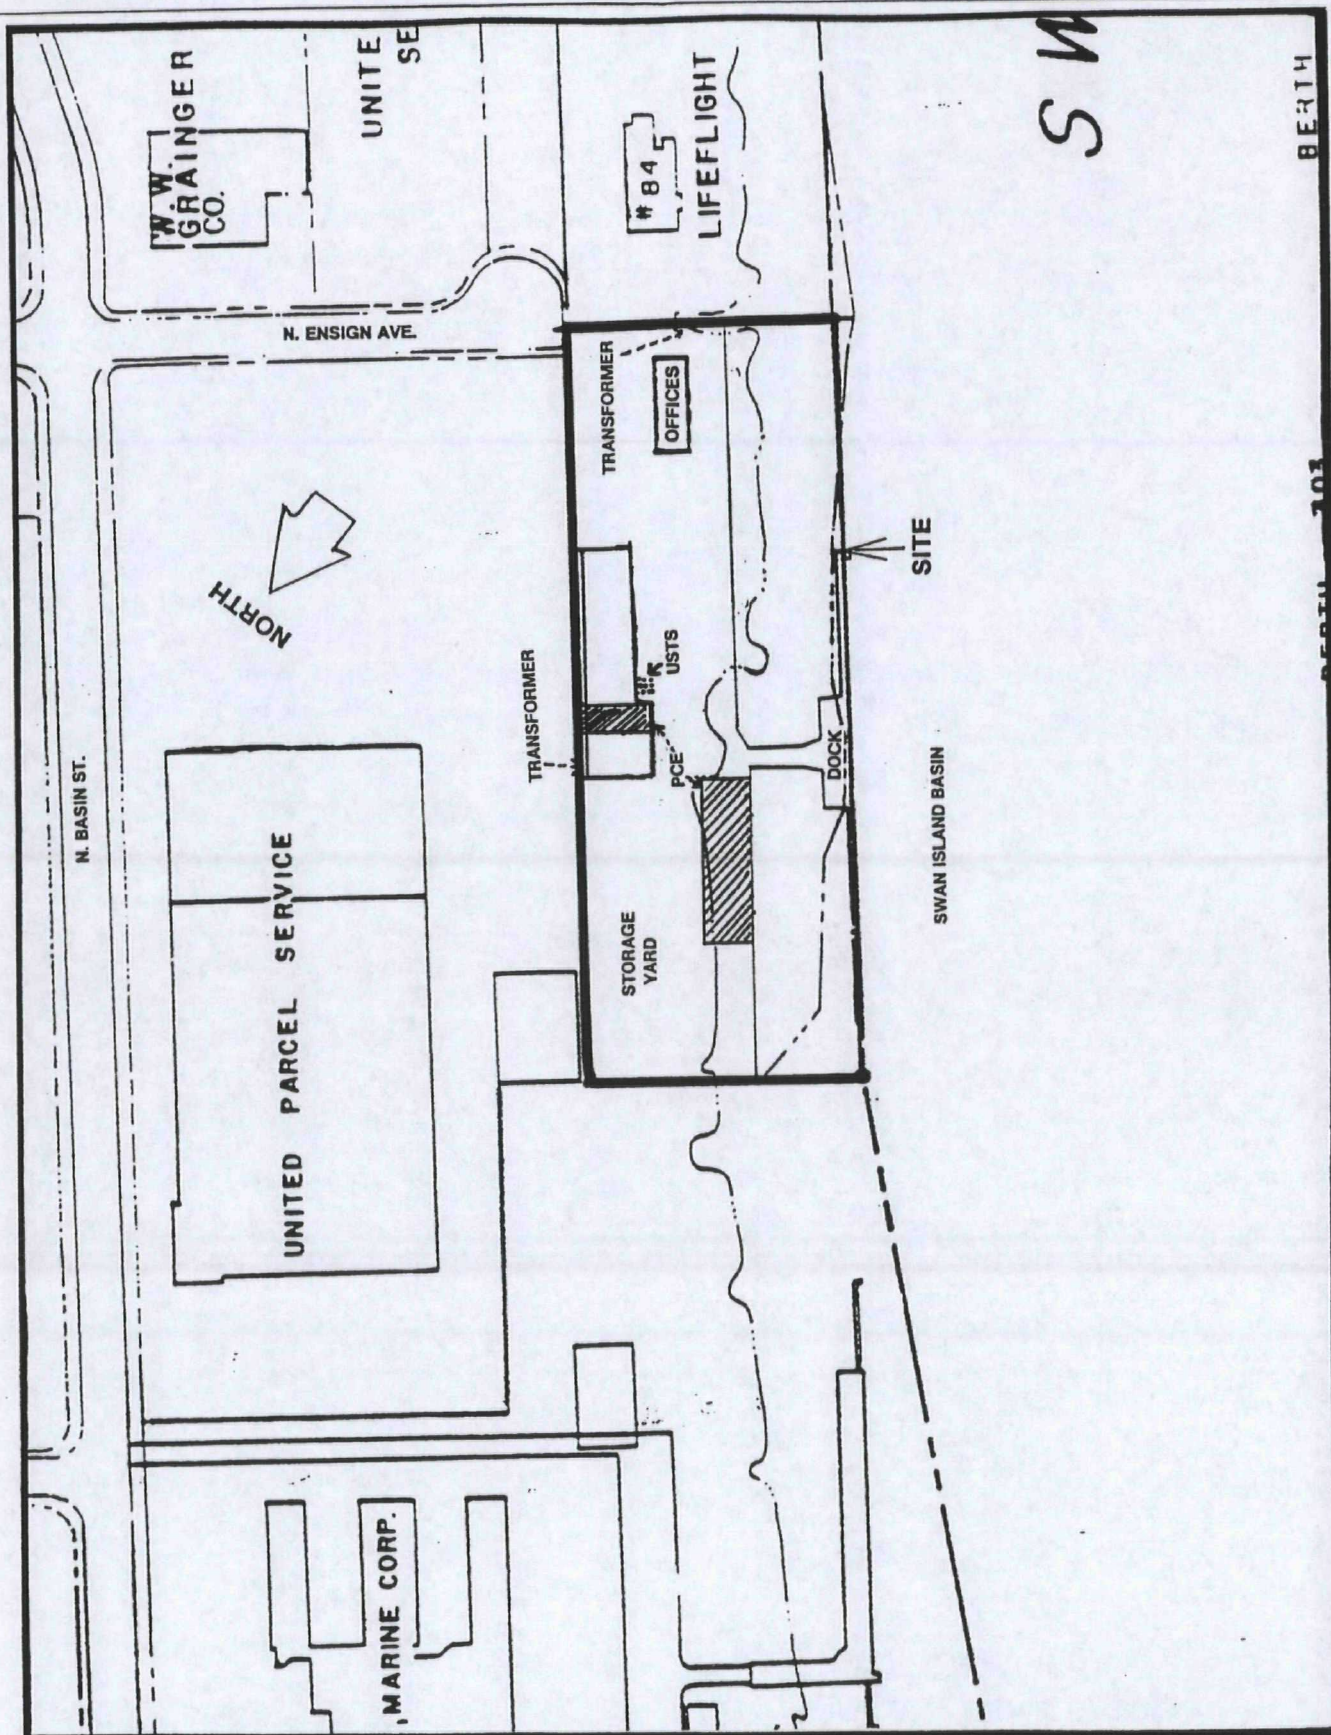 N. BASIN ST.
W. W.
GRAINGER
CO.
UNITE
SE
N. ENSIGN AVE.
# 84
LIFEFLIGHT
S W
BERTH
NORTH
UNITED PARCEL SERVICE
TRANSFORMER
OFFICES
TRANSFORMER
USTS
PCE
STORAGE
YARD
DOCK
SITE
SWAN ISLAND BASIN
MARINE CORP.